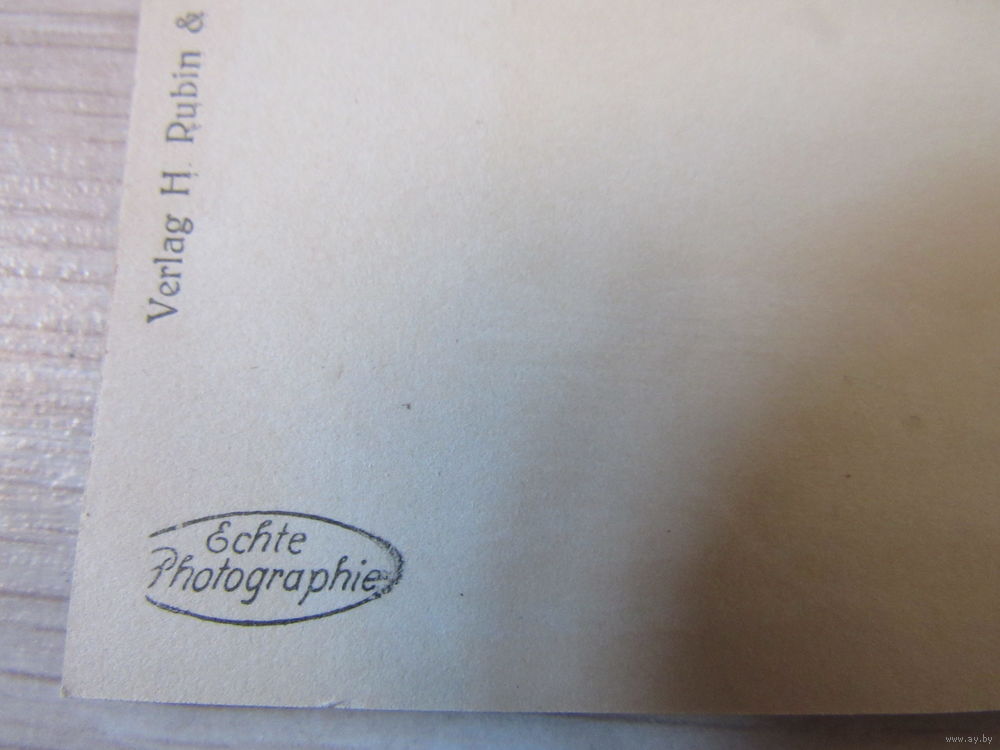 Verlag H. Rubin &
Echte
Photographie
www.ay.by